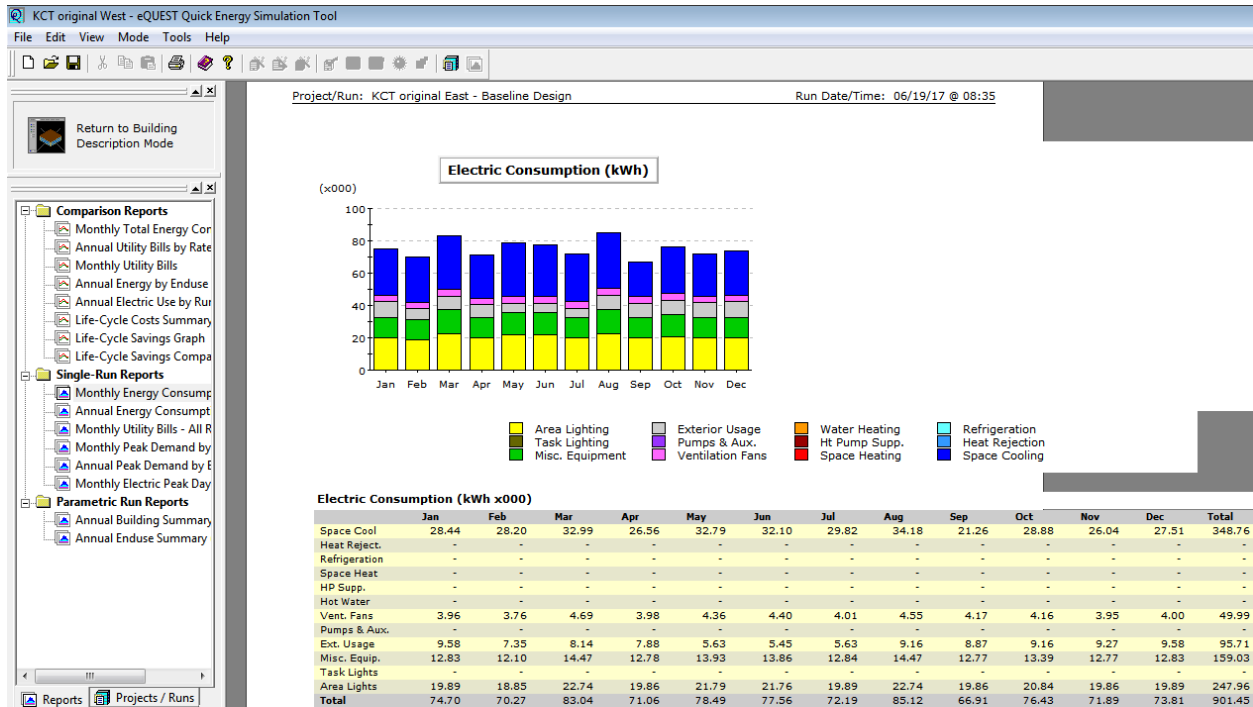 KCT original West - eQUEST Quick Energy Simulation Tool
File Edit View Mode Tools Help
Return to Building
Description Mode
Comparison Reports
Monthly Total Energy Cor
Annual Utility Bills by Rate
Monthly Utility Bills
Annual Energy by Enduse
Annual Electric Use by Rur
Life-Cycle Costs Summary
Life-Cycle Savings Graph
Life-Cycle Savings Compa
Single-Run Reports
Monthly Energy Consump
Annual Energy Consumpt
Monthly Utility Bills - All R
Monthly Peak Demand by
Annual Peak Demand by E
Monthly Electric Peak Day
Parametric Run Reports
Annual Building Summary
Annual Enduse Summary
Reports Projects / Runs
Project/Run: KCT original East - Baseline Design Run Date/Time: 06/19/17 @ 08:35
Electric Consumption (kWh)
(x000)
100
80
60
40
20
0
Jan Feb Mar Apr May Jun Jul Aug Sep Oct Nov Dec
Area Lighting Exterior Usage Water Heating Refrigeration
Task Lighting Pumps & Aux. Ht Pump Supp. Heat Rejection
Misc. Equipment Ventilation Fans Space Heating Space Cooling
Electric Consumption (kWh x000)
Jan Feb Mar Apr May Jun Jul Aug Sep Oct Nov Dec Total
Space Cool 28.44 28.20 32.99 26.56 32.79 32.10 29.82 34.18 21.26 28.88 26.04 27.51 348.76
Heat Reject. - - - - - - - - - - - - -
Refrigeration - - - - - - - - - - - - -
Space Heat - - - - - - - - - - - - -
HP Supp. - - - - - - - - - - - - -
Hot Water - - - - - - - - - - - - -
Vent. Fans 3.96 3.76 4.69 3.98 4.36 4.40 4.01 4.55 4.17 4.16 3.95 4.00 49.99
Pumps & Aux. - - - - - - - - - - - - -
Ext. Usage 9.58 7.35 8.14 7.88 5.63 5.45 5.63 9.16 8.87 9.16 9.27 9.58 95.71
Misc. Equip. 12.83 12.10 14.47 12.78 13.93 13.86 12.84 14.47 12.77 13.39 12.77 12.83 159.03
Task Lights - - - - - - - - - - - - -
Area Lights 19.89 18.85 22.74 19.86 21.79 21.76 19.89 22.74 19.86 20.84 19.86 19.89 247.96
Total 74.70 70.27 83.04 71.06 78.49 77.56 72.19 85.12 66.91 76.43 71.89 73.81 901.45